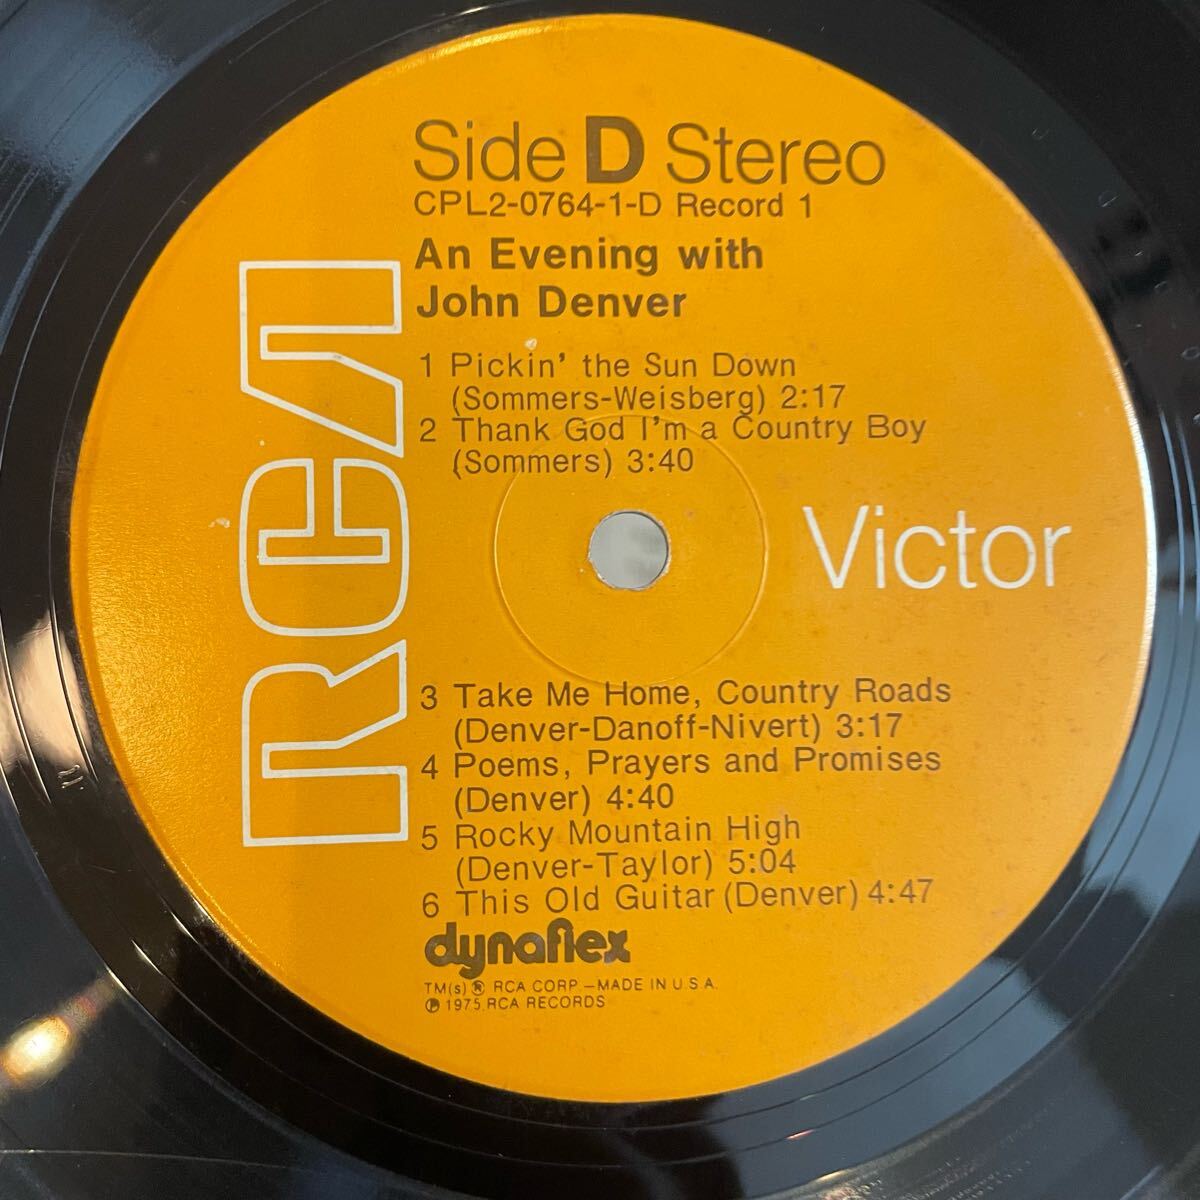 Side D Stereo
CPL2-0764-1-D Record 1
An Evening with
John Denver
1 Pickin' the Sun Down
(Sommers-Weisberg) 2:17
2 Thank God I'm a Country Boy
(Sommers) 3:40
RCA
Victor
3 Take Me Home, Country Roads
(Denver-Danoff-Nivert) 3:17
4 Poems, Prayers and Promises
(Denver) 4:40
5 Rocky Mountain High
(Denver-Taylor) 5:04
6 This Old Guitar (Denver) 4:47
dynaflex
TM(s) ® RCA CORP.—MADE IN U.S.A.
℗ 1975, RCA RECORDS